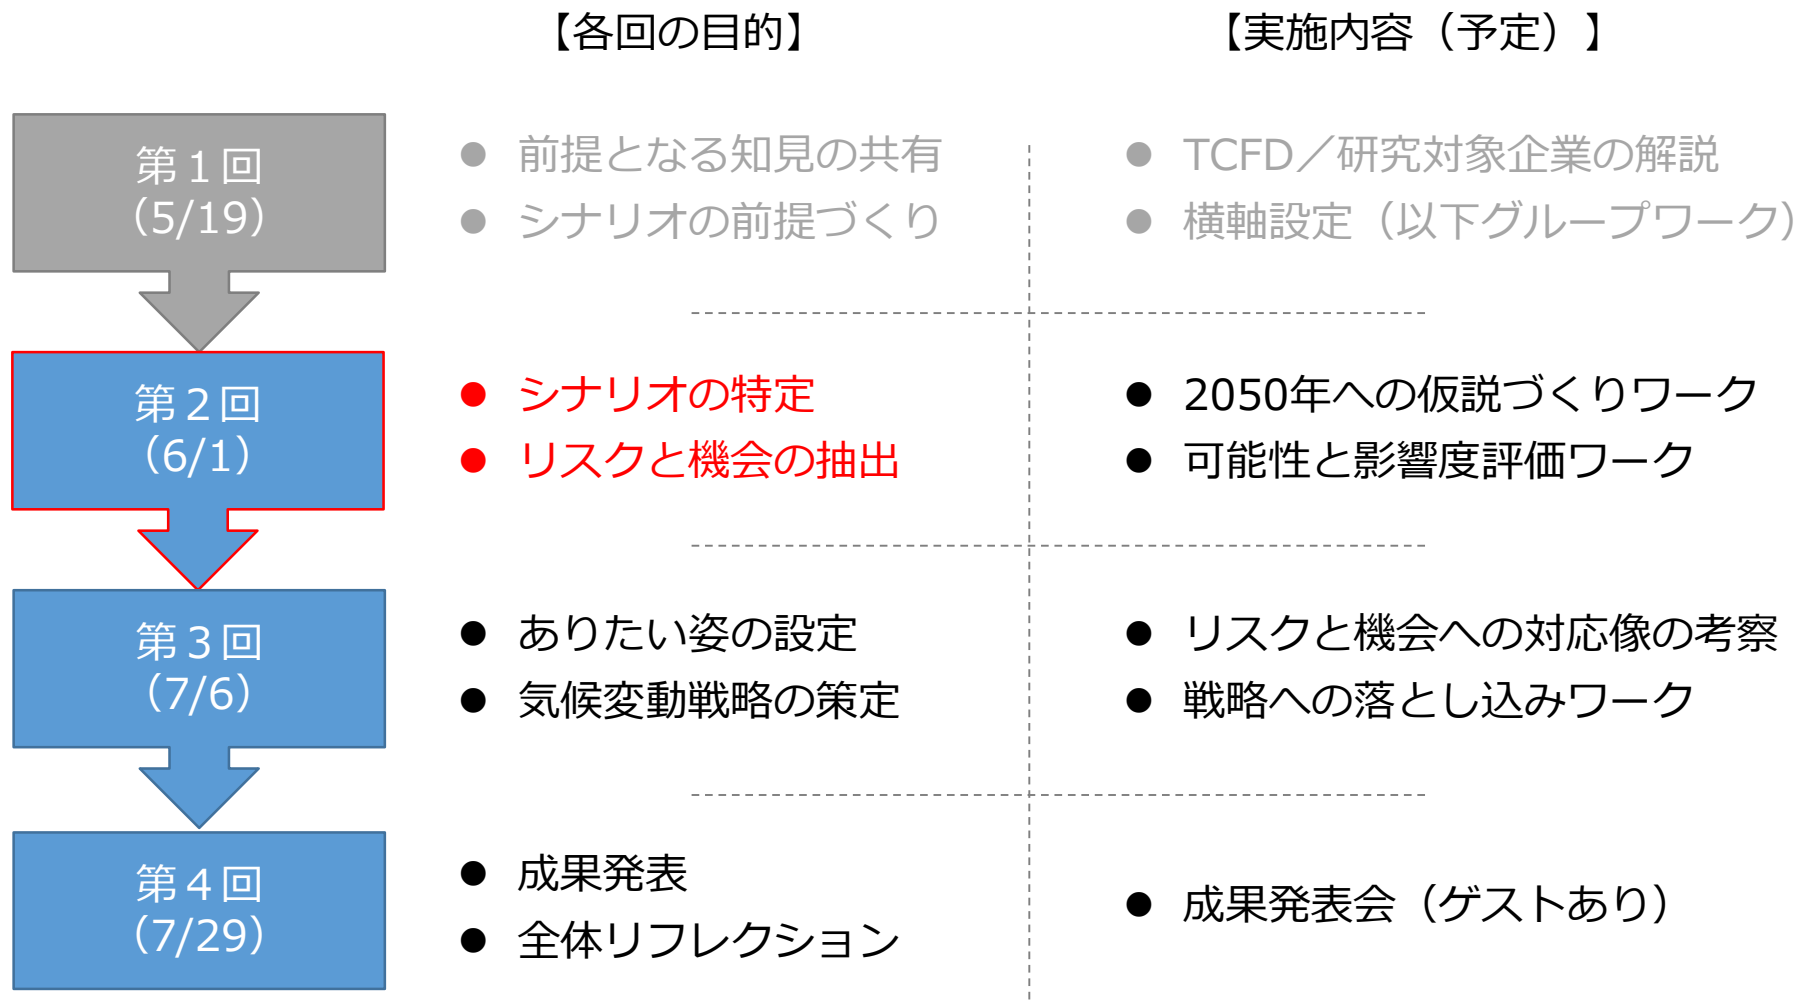 【各回の目的】
【実施内容（予定）】
第１回
（5/19）
● 前提となる知見の共有
● シナリオの前提づくり
● TCFD／研究対象企業の解説
● 横軸設定（以下グループワーク）
第２回
（6/1）
● シナリオの特定
● リスクと機会の抽出
● 2050年への仮説づくりワーク
● 可能性と影響度評価ワーク
第３回
（7/6）
● ありたい姿の設定
● 気候変動戦略の策定
● リスクと機会への対応像の考察
● 戦略への落とし込みワーク
第４回
（7/29）
● 成果発表
● 全体リフレクション
● 成果発表会（ゲストあり）